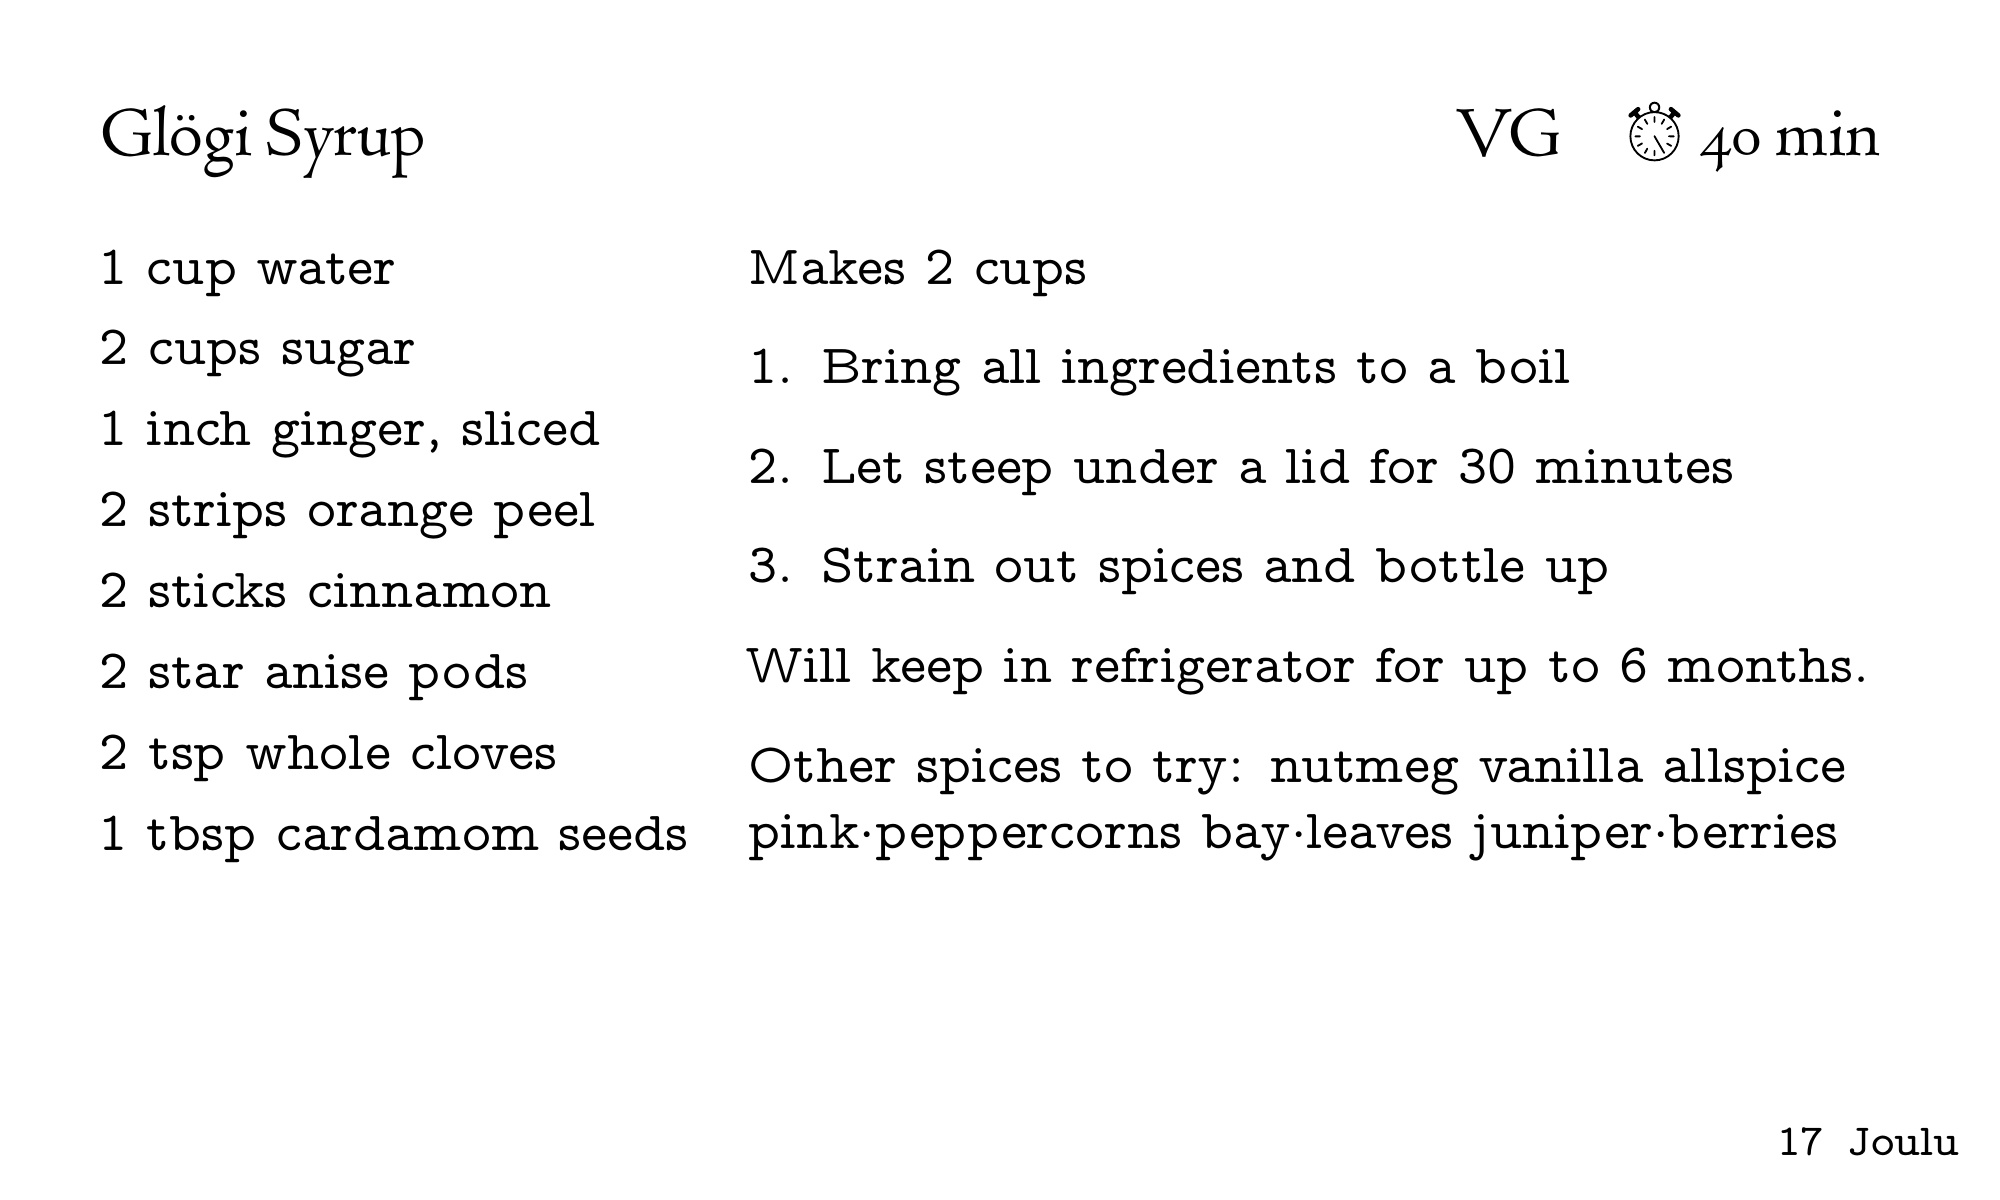 Glögi Syrup
VG 40 min
1 cup water
2 cups sugar
1 inch ginger, sliced
2 strips orange peel
2 sticks cinnamon
2 star anise pods
2 tsp whole cloves
1 tbsp cardamom seeds
Makes 2 cups
1. Bring all ingredients to a boil
2. Let steep under a lid for 30 minutes
3. Strain out spices and bottle up
Will keep in refrigerator for up to 6 months.
Other spices to try: nutmeg vanilla allspice
pink·peppercorns bay·leaves juniper·berries
17 Joulu